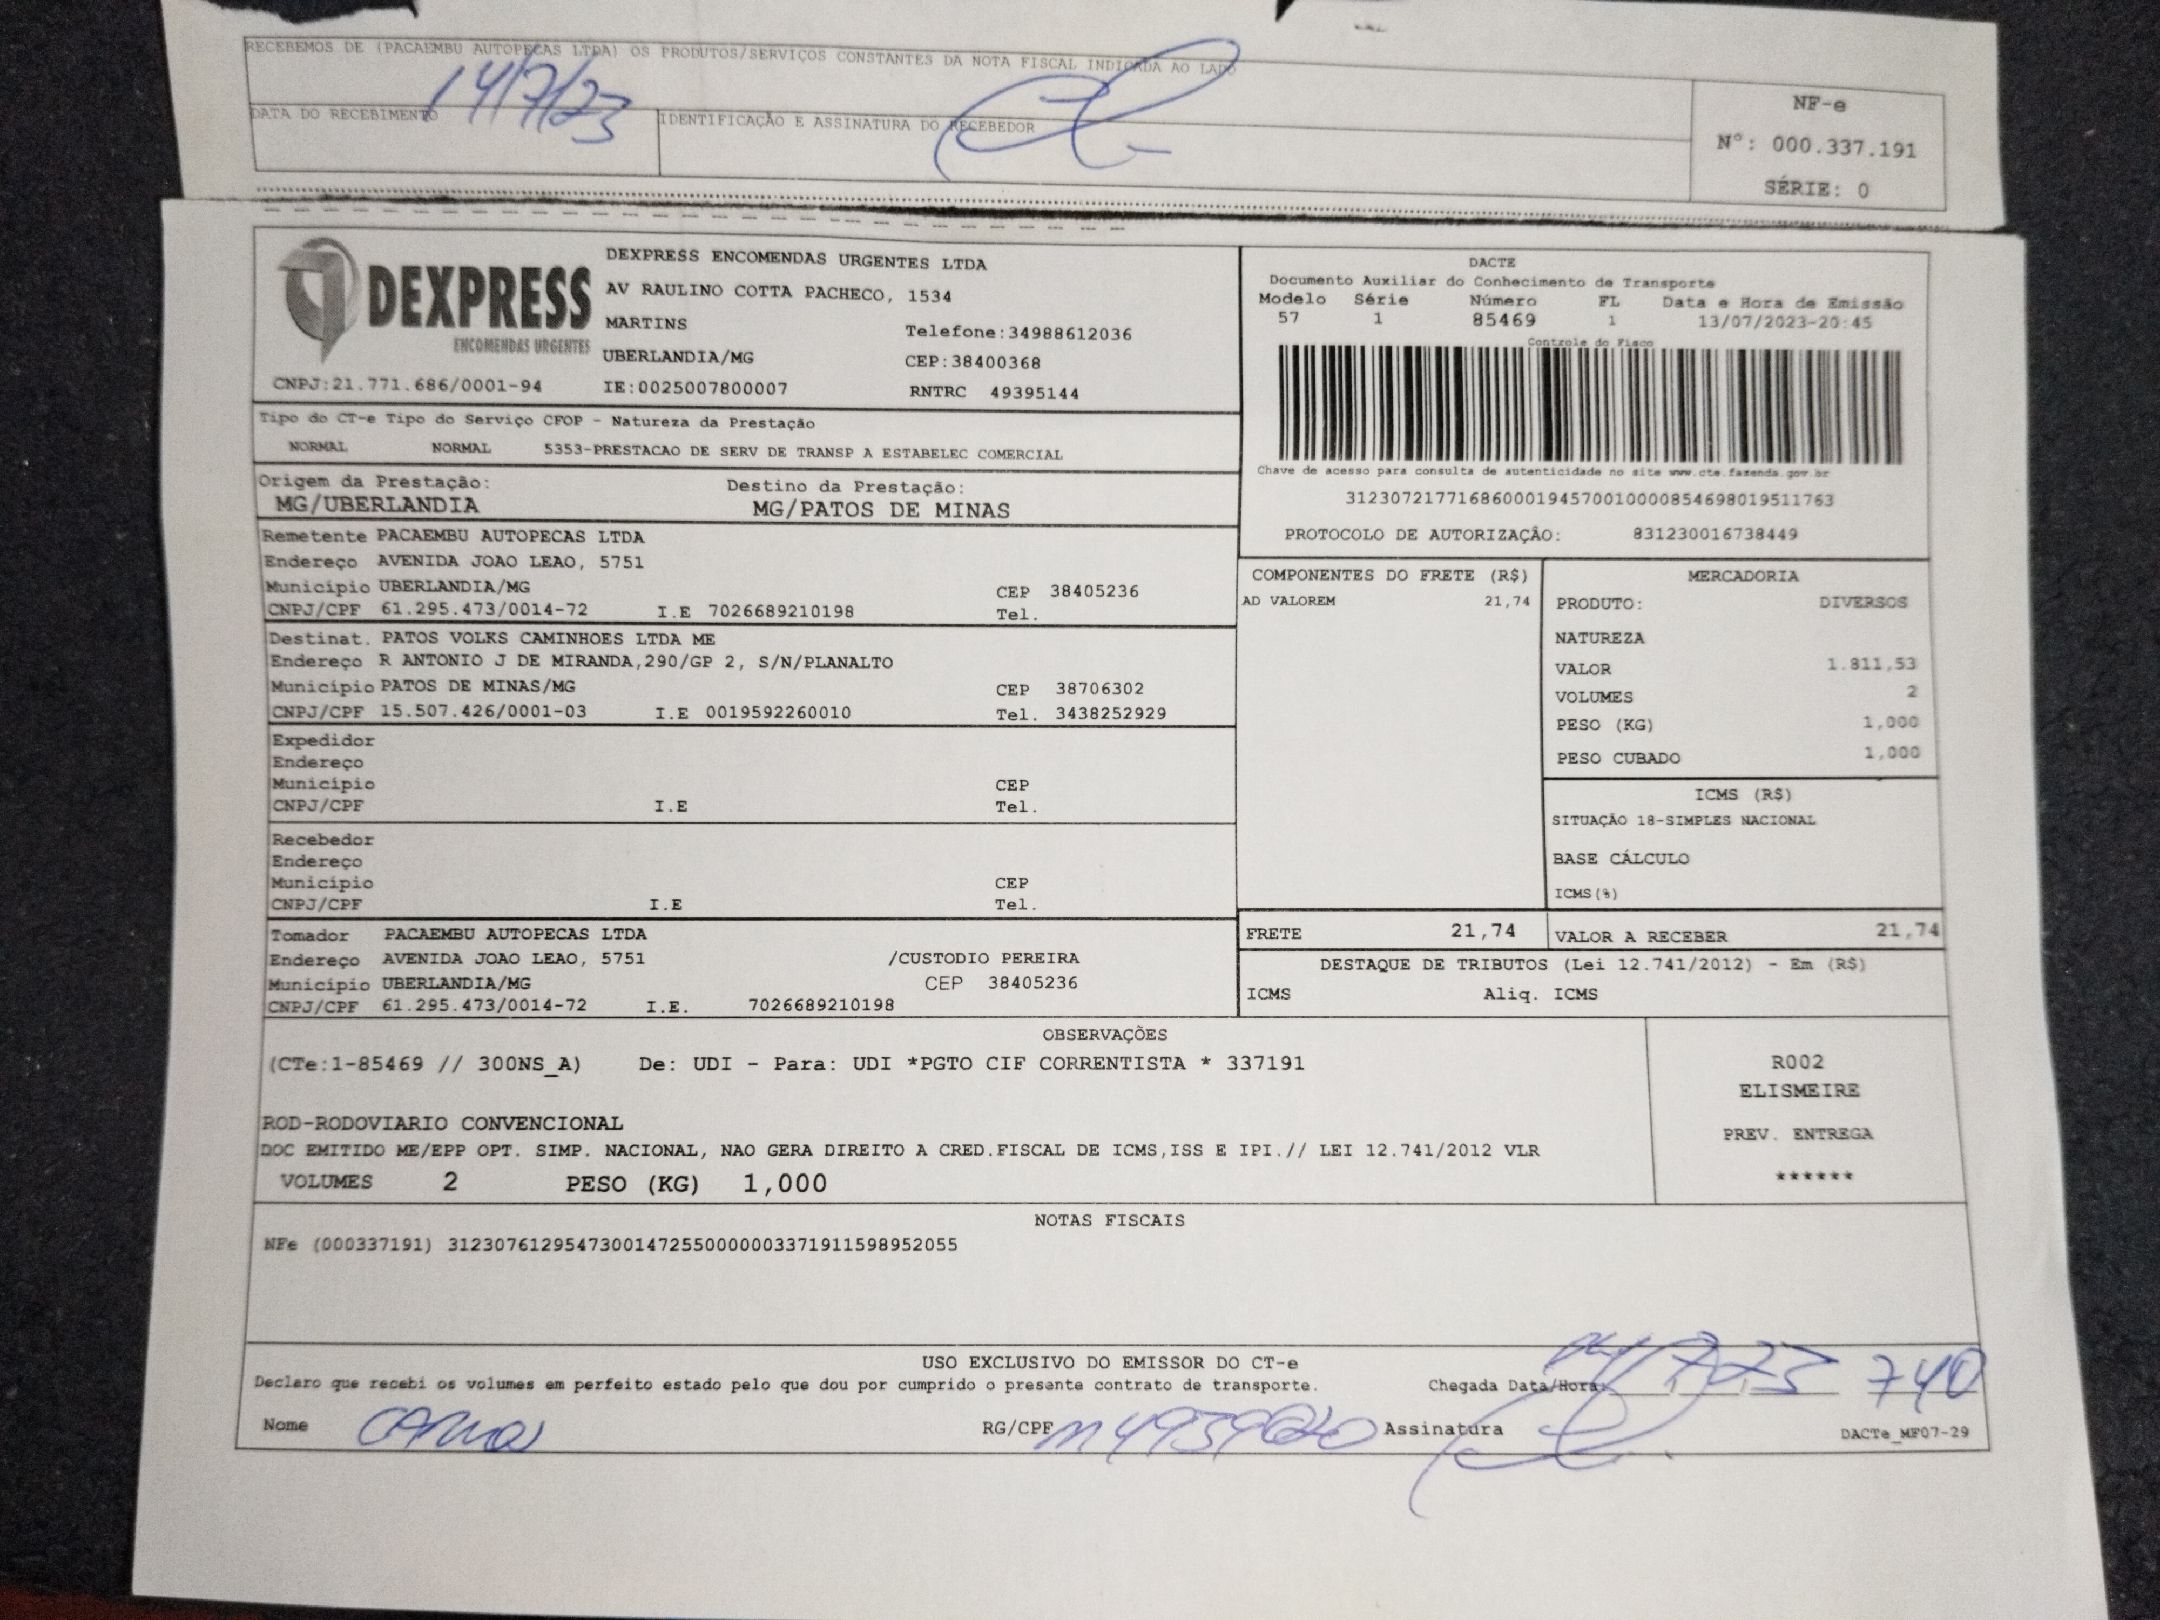 RECEBEMOS DE (PACAEMBU AUTOPECAS LTDA) OS PRODUTOS/SERVIÇOS CONSTANTES DA NOTA FISCAL INDICADA AO LADO
14/7/23
DATA DO RECEBIMENTO
IDENTIFICAÇÃO E ASSINATURA DO RECEBEDOR
NF-e
Nº: 000.337.191
SÉRIE: 0
DEXPRESS
ENCOMENDAS URGENTES
CNPJ:21.771.686/0001-94
DEXPRESS ENCOMENDAS URGENTES LTDA
AV RAULINO COTTA PACHECO, 1534
MARTINS Telefone:34988612036
UBERLANDIA/MG CEP:38400368
IE:0025007800007 RNTRC 49395144
DACTE
Documento Auxiliar do Conhecimento de Transporte
Modelo Série Número FL Data e Hora de Emissão
57 1 85469 1 13/07/2023-20:45
Controle do Fisco
Chave de acesso para consulta de autenticidade no site www.cte.fazenda.gov.br
31230721771686000194570010000854698019511763
PROTOCOLO DE AUTORIZAÇÃO: 831230016738449
Tipo do CT-e Tipo do Serviço CFOP - Natureza da Prestação
NORMAL NORMAL 5353-PRESTACAO DE SERV DE TRANSP A ESTABELEC COMERCIAL
Origem da Prestação: Destino da Prestação:
MG/UBERLANDIA MG/PATOS DE MINAS
Remetente PACAEMBU AUTOPECAS LTDA
Endereço AVENIDA JOAO LEAO, 5751
Município UBERLANDIA/MG CEP 38405236
CNPJ/CPF 61.295.473/0014-72 I.E 7026689210198 Tel.
Destinat. PATOS VOLKS CAMINHOES LTDA ME
Endereço R ANTONIO J DE MIRANDA,290/GP 2, S/N/PLANALTO
Município PATOS DE MINAS/MG CEP 38706302
CNPJ/CPF 15.507.426/0001-03 I.E 0019592260010 Tel. 3438252929
Expedidor
Endereço
Município CEP
CNPJ/CPF I.E Tel.
Recebedor
Endereço
Município CEP
CNPJ/CPF I.E Tel.
Tomador PACAEMBU AUTOPECAS LTDA
Endereço AVENIDA JOAO LEAO, 5751 /CUSTODIO PEREIRA
Município UBERLANDIA/MG CEP 38405236
CNPJ/CPF 61.295.473/0014-72 I.E. 7026689210198
COMPONENTES DO FRETE (R$)
AD VALOREM 21,74
MERCADORIA
PRODUTO: DIVERSOS
NATUREZA
VALOR 1.811,53
VOLUMES 2
PESO (KG) 1,000
PESO CUBADO 1,000
ICMS (R$)
SITUAÇÃO 18-SIMPLES NACIONAL
BASE CÁLCULO
ICMS(%)
FRETE 21,74 VALOR A RECEBER 21,74
DESTAQUE DE TRIBUTOS (Lei 12.741/2012) - Em (R$)
ICMS Aliq. ICMS
OBSERVAÇÕES
(CTe:1-85469 // 300NS_A) De: UDI - Para: UDI *PGTO CIF CORRENTISTA * 337191
ROD-RODOVIARIO CONVENCIONAL
DOC EMITIDO ME/EPP OPT. SIMP. NACIONAL, NAO GERA DIREITO A CRED.FISCAL DE ICMS,ISS E IPI.// LEI 12.741/2012 VLR
VOLUMES 2 PESO (KG) 1,000
R002
ELISMEIRE
PREV. ENTREGA
******
NOTAS FISCAIS
NFe (000337191) 31230761295473001472550000003371911598952055
USO EXCLUSIVO DO EMISSOR DO CT-e
Declaro que recebi os volumes em perfeito estado pelo que dou por cumprido o presente contrato de transporte. Chegada Data/Hora: 14/7/23 740
Nome RG/CPF Assinatura
DACTe_MF07-29